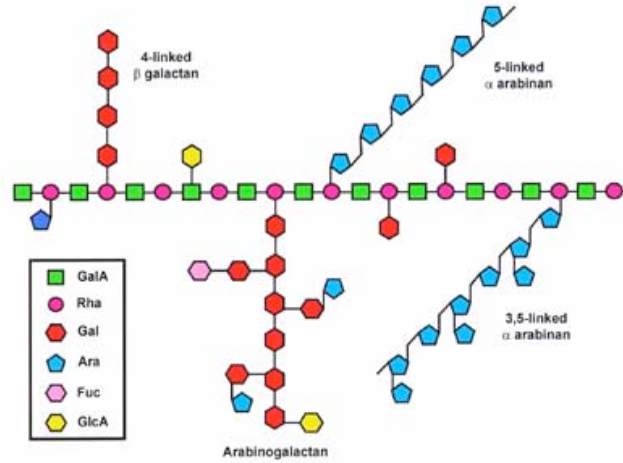 4-linked
β galactan
5-linked
α arabinan
GalA
Rha
Gal
Ara
Fuc
GlcA
3,5-linked
α arabinan
Arabinogalactan